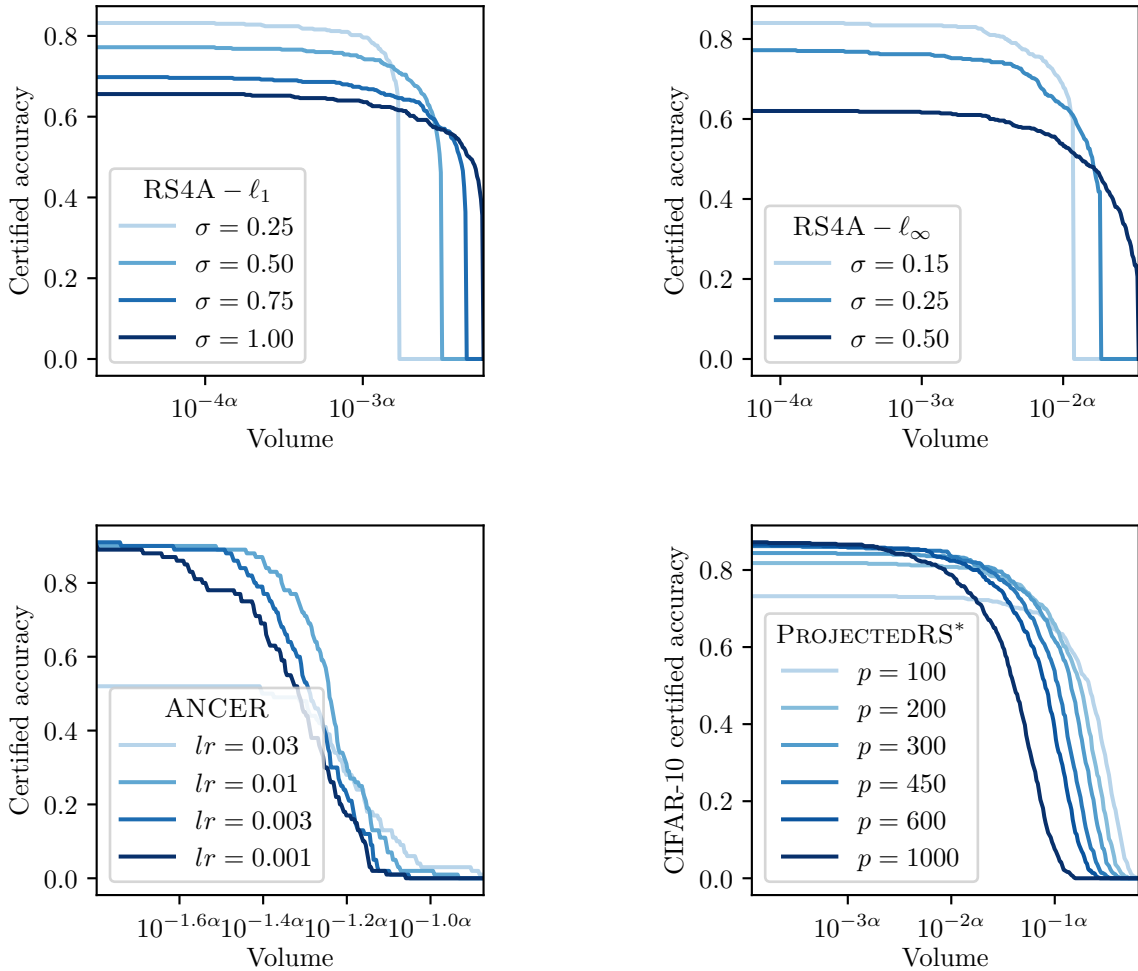 Certified accuracy
0.8
0.6
0.4
0.2
0.0
RS4A − ℓ₁
σ = 0.25
σ = 0.50
σ = 0.75
σ = 1.00
10^{-4α}
10^{-3α}
Volume
Certified accuracy
0.8
0.6
0.4
0.2
0.0
RS4A − ℓ∞
σ = 0.15
σ = 0.25
σ = 0.50
10^{-4α}
10^{-3α}
10^{-2α}
Volume
Certified accuracy
0.8
0.6
0.4
0.2
0.0
ANCER
lr = 0.03
lr = 0.01
lr = 0.003
lr = 0.001
10^{-1.6α}
10^{-1.4α}
10^{-1.2α}
10^{-1.0α}
Volume
CIFAR-10 certified accuracy
0.8
0.6
0.4
0.2
0.0
PROJECTEDRS*
p = 100
p = 200
p = 300
p = 450
p = 600
p = 1000
10^{-3α}
10^{-2α}
10^{-1α}
Volume